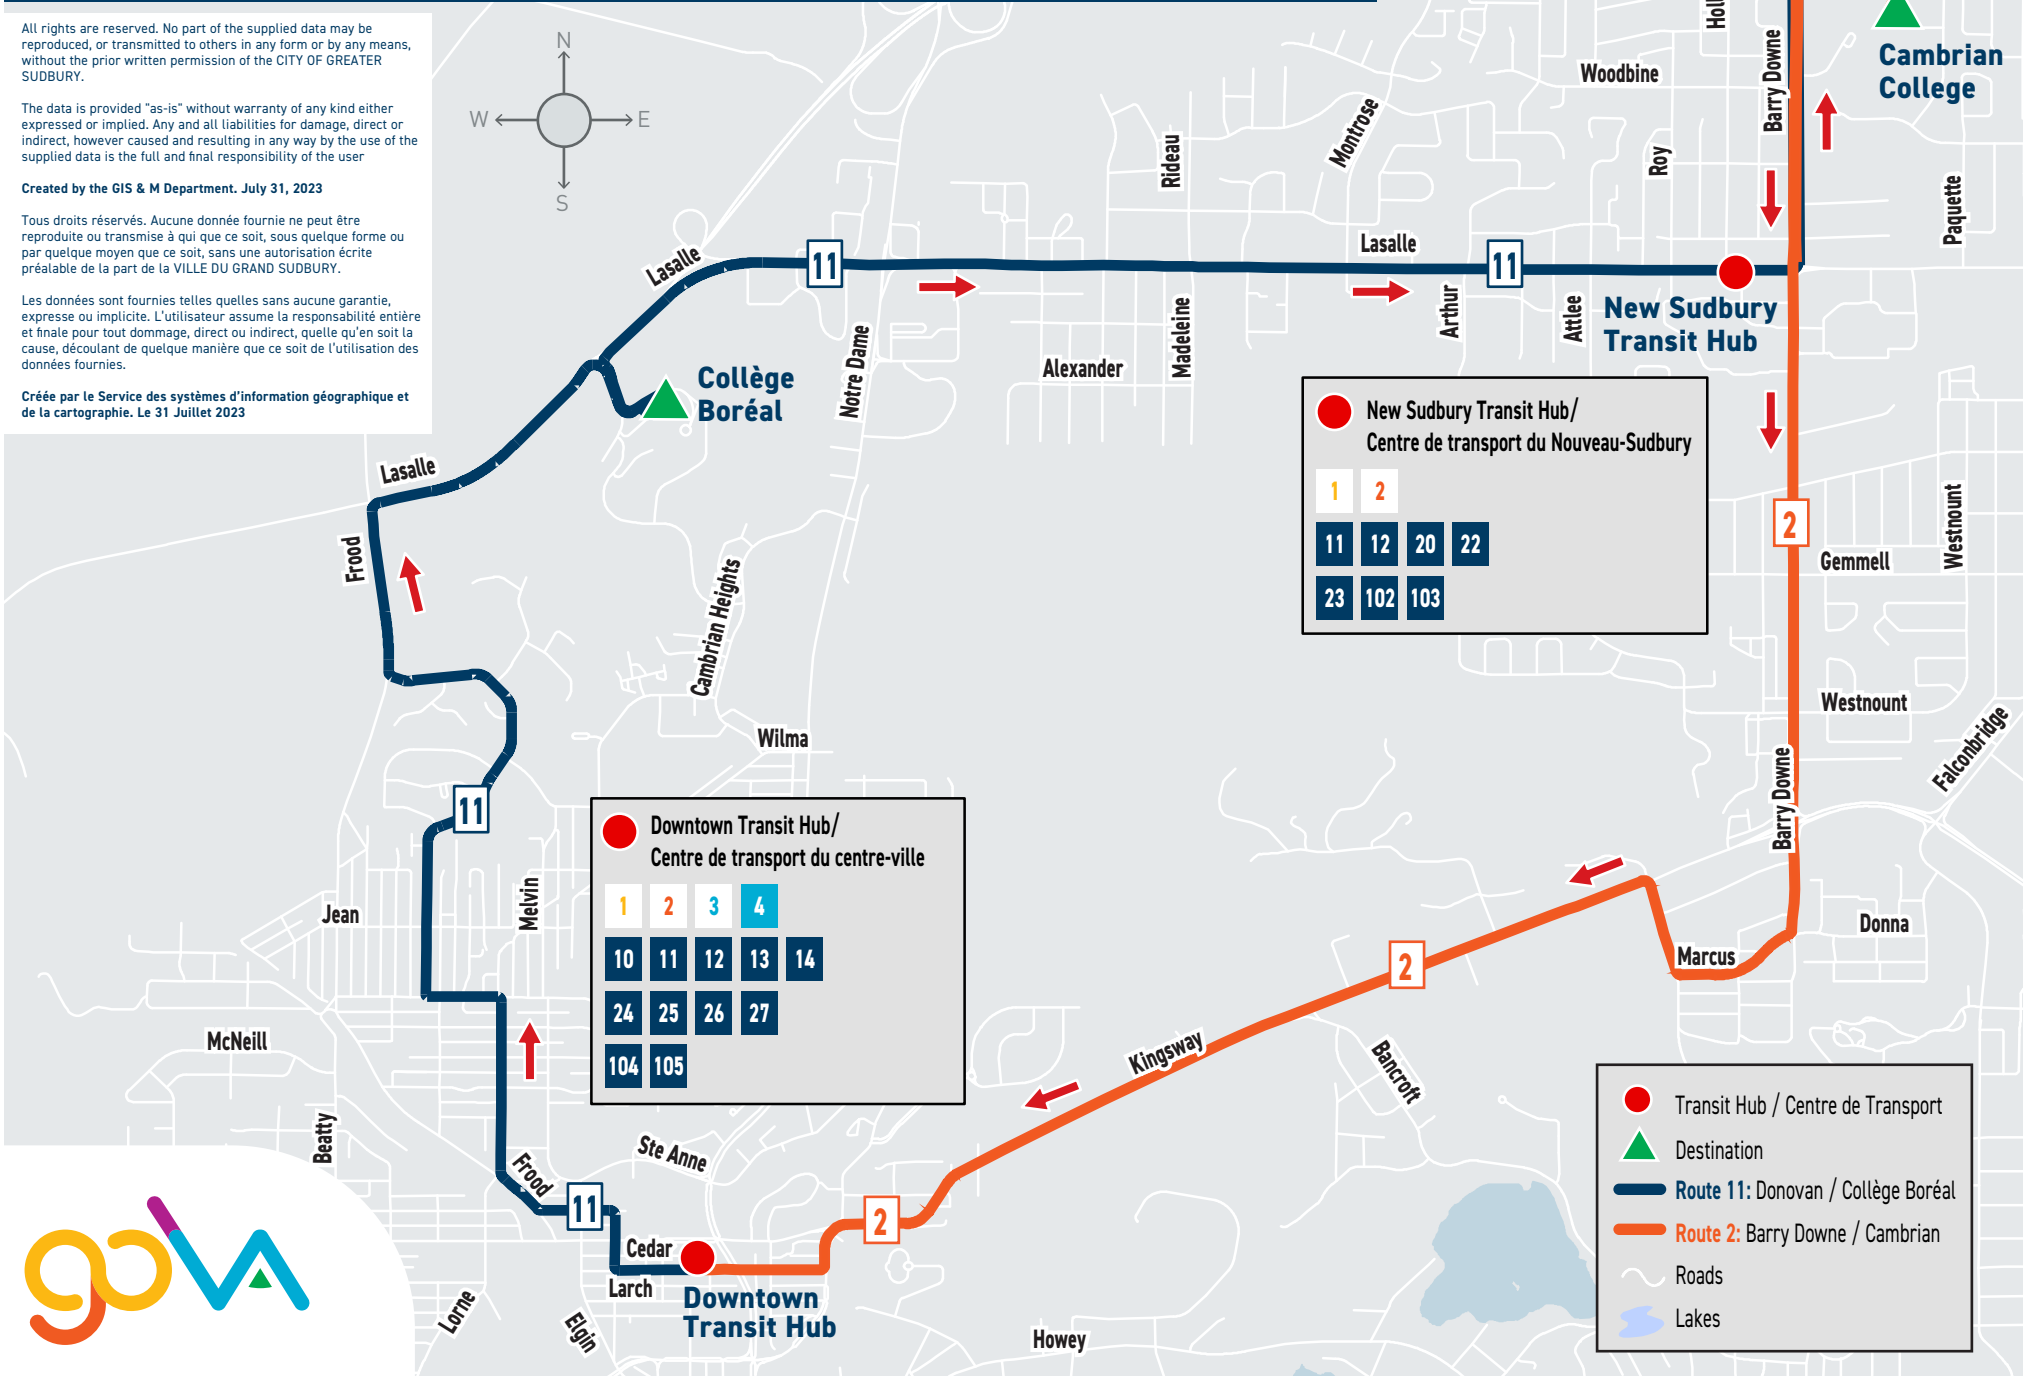 All rights are reserved. No part of the supplied data may be
reproduced, or transmitted to others in any form or by any means,
without the prior written permission of the CITY OF GREATER
SUDBURY.
The data is provided "as-is" without warranty of any kind either
expressed or implied. Any and all liabilities for damage, direct or
indirect, however caused and resulting in any way by the use of the
supplied data is the full and final responsibility of the user
Created by the GIS & M Department. July 31, 2023
Tous droits réservés. Aucune donnée fournie ne peut être
reproduite ou transmise à qui que ce soit, sous quelque forme ou
par quelque moyen que ce soit, sans une autorisation écrite
préalable de la part de la VILLE DU GRAND SUDBURY.
Les données sont fournies telles quelles sans aucune garantie,
expresse ou implicite. L'utilisateur assume la responsabilité entière
et finale pour tout dommage, direct ou indirect, quelle qu'en soit la
cause, découlant de quelque manière que ce soit de l'utilisation des
données fournies.
Créée par le Service des systèmes d'information géographique et
de la cartographie. Le 31 Juillet 2023
N
W
E
S
Woodbine
Barry Downe
Cambrian
College
Montrose
Rideau
Roy
Paquette
Lasalle
11
Lasalle
11
New Sudbury
Transit Hub
Arthur
Attlee
Madeleine
Alexander
Notre Dame
Collège
Boréal
Lasalle
Frood
New Sudbury Transit Hub/
Centre de transport du Nouveau-Sudbury
1 2
11 12 20 22
23 102 103
2
Gemmell
Westnount
Westnount
Falconbridge
Barry Downe
Cambrian Heights
Wilma
11
Downtown Transit Hub/
Centre de transport du centre-ville
1 2 3 4
10 11 12 13 14
24 25 26 27
104 105
Melvin
Jean
Donna
Marcus
2
Kingsway
Bancroft
McNeill
Beatty
Ste Anne
Frood
11
2
Cedar
Larch
Downtown
Transit Hub
Lorne
Elgin
Howey
gova
Transit Hub / Centre de Transport
Destination
Route 11: Donovan / Collège Boréal
Route 2: Barry Downe / Cambrian
Roads
Lakes